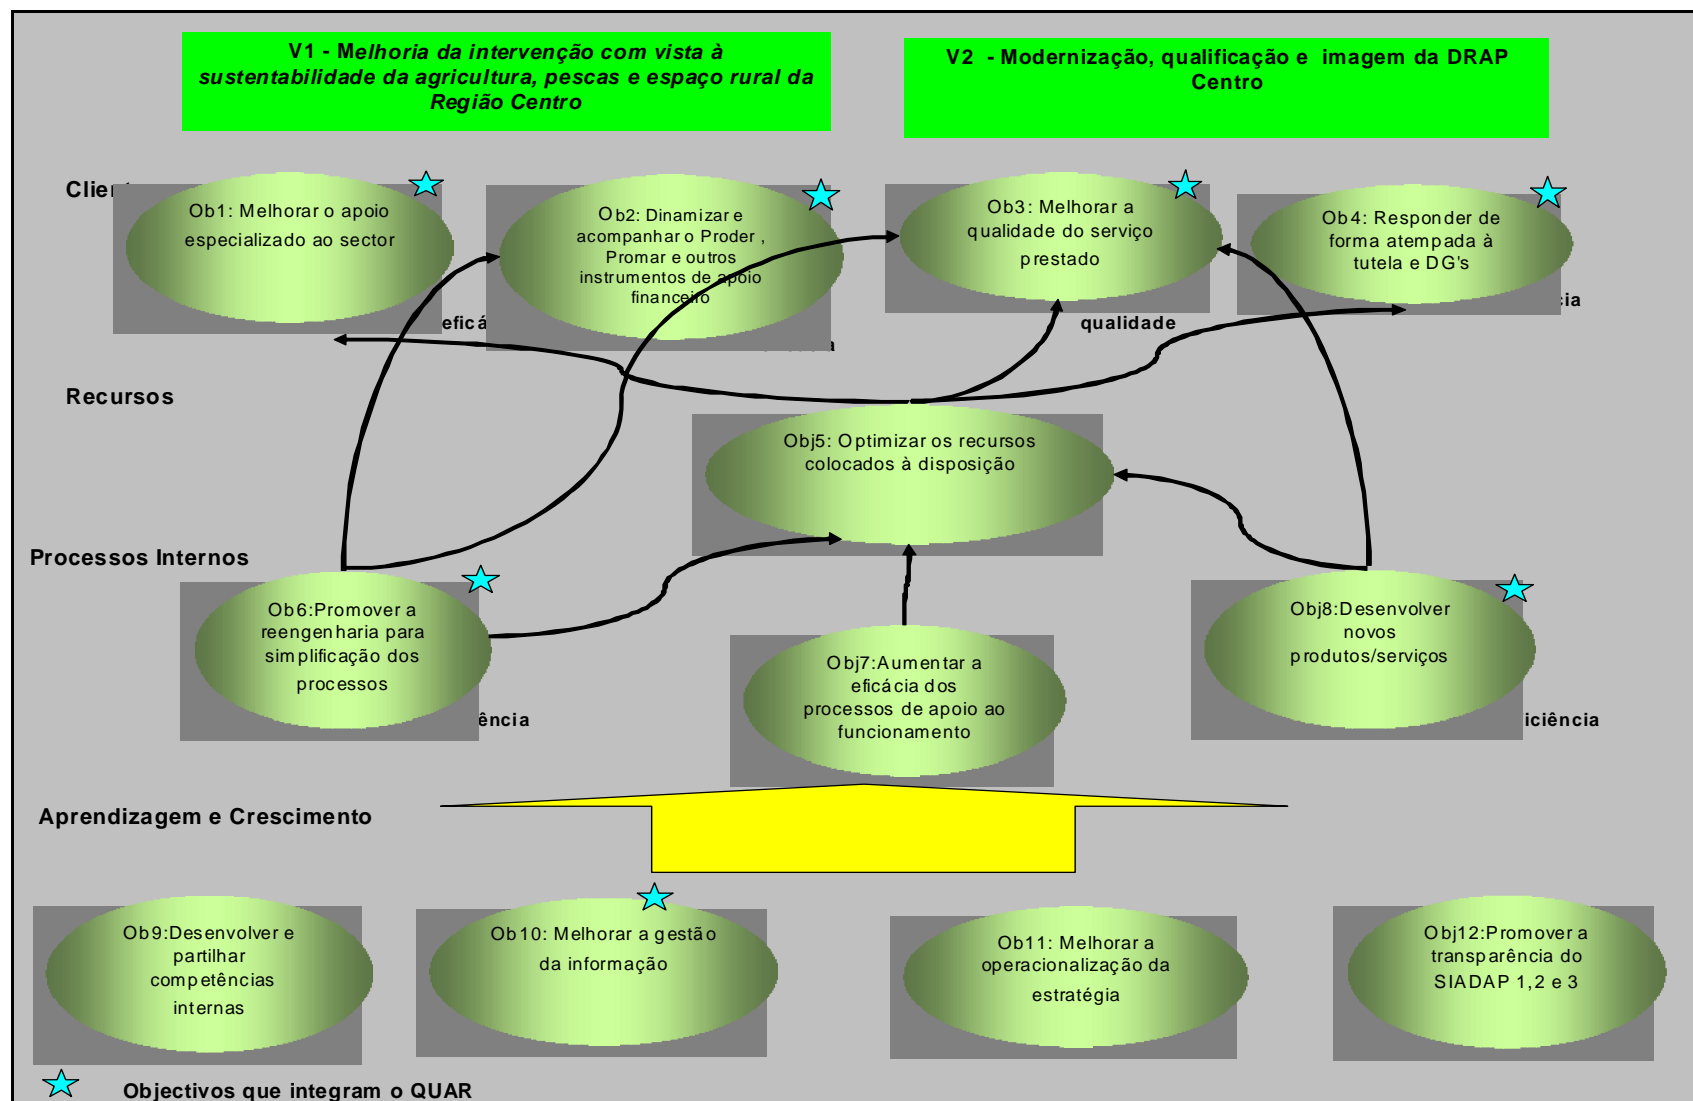 V1 - Melhoria da intervenção com vista à
sustentabilidade da agricultura, pescas e espaço rural da
Região Centro
V2 - Modernização, qualificação e imagem da DRAP
Centro
Ob1: Melhorar o apoio
especializado ao sector
Ob2: Dinamizar e
acompanhar o Proder ,
Promar e outros
instrumentos de apoio
financeiro
Ob3: Melhorar a
qualidade do serviço
prestado
Ob4: Responder de
forma atempada à
tutela e DG's
qualidade
Recursos
Obj5: Optimizar os recursos
colocados à disposição
Processos Internos
Ob6:Promover a
reengenharia para
simplificação dos
processos
Obj7:Aumentar a
eficácia dos
processos de apoio ao
funcionamento
Obj8:Desenvolver
novos
produtos/serviços
Aprendizagem e Crescimento
Ob9:Desenvolver e
partilhar
competências
internas
Ob10: Melhorar a gestão
da informação
Ob11: Melhorar a
operacionalização da
estratégia
Obj12:Promover a
transparência do
SIADAP 1,2 e 3
Objectivos que integram o QUAR